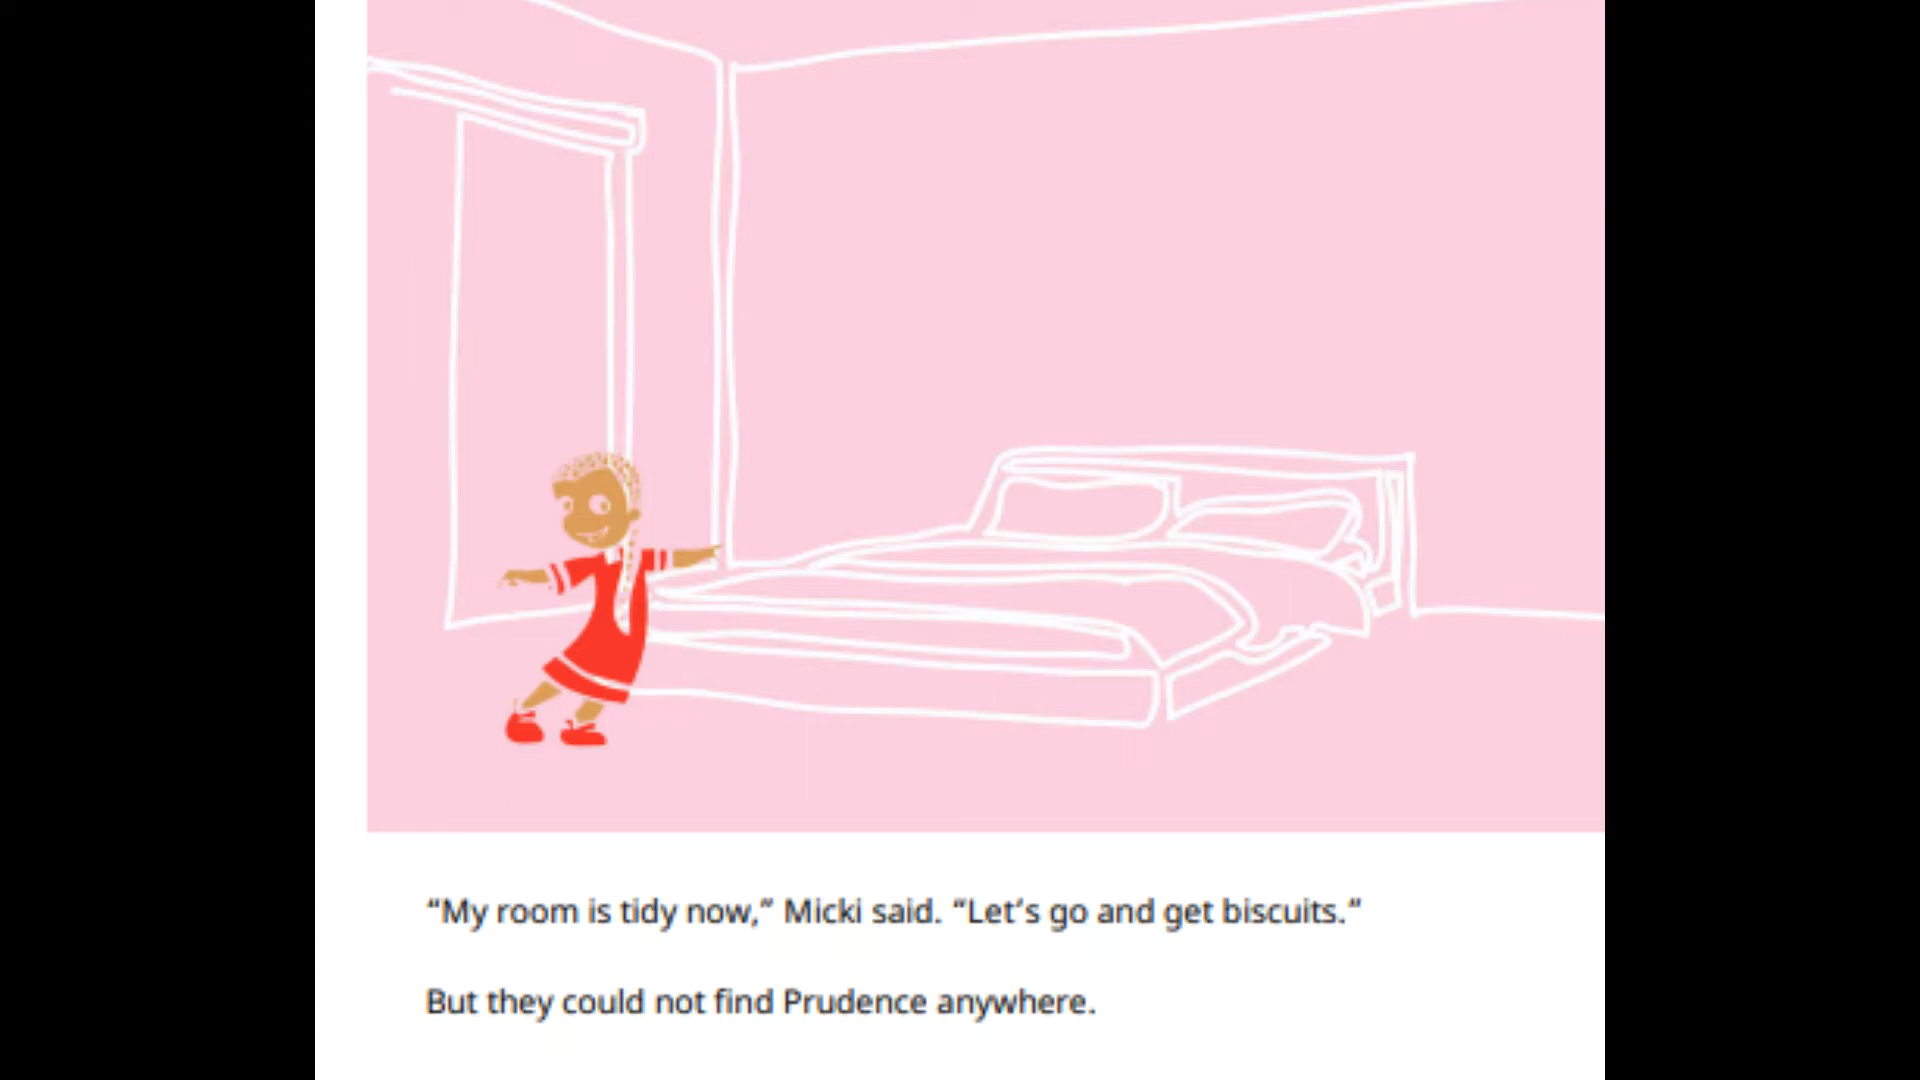 “My room is tidy now,” Micki said. “Let’s go and get biscuits.”
But they could not find Prudence anywhere.